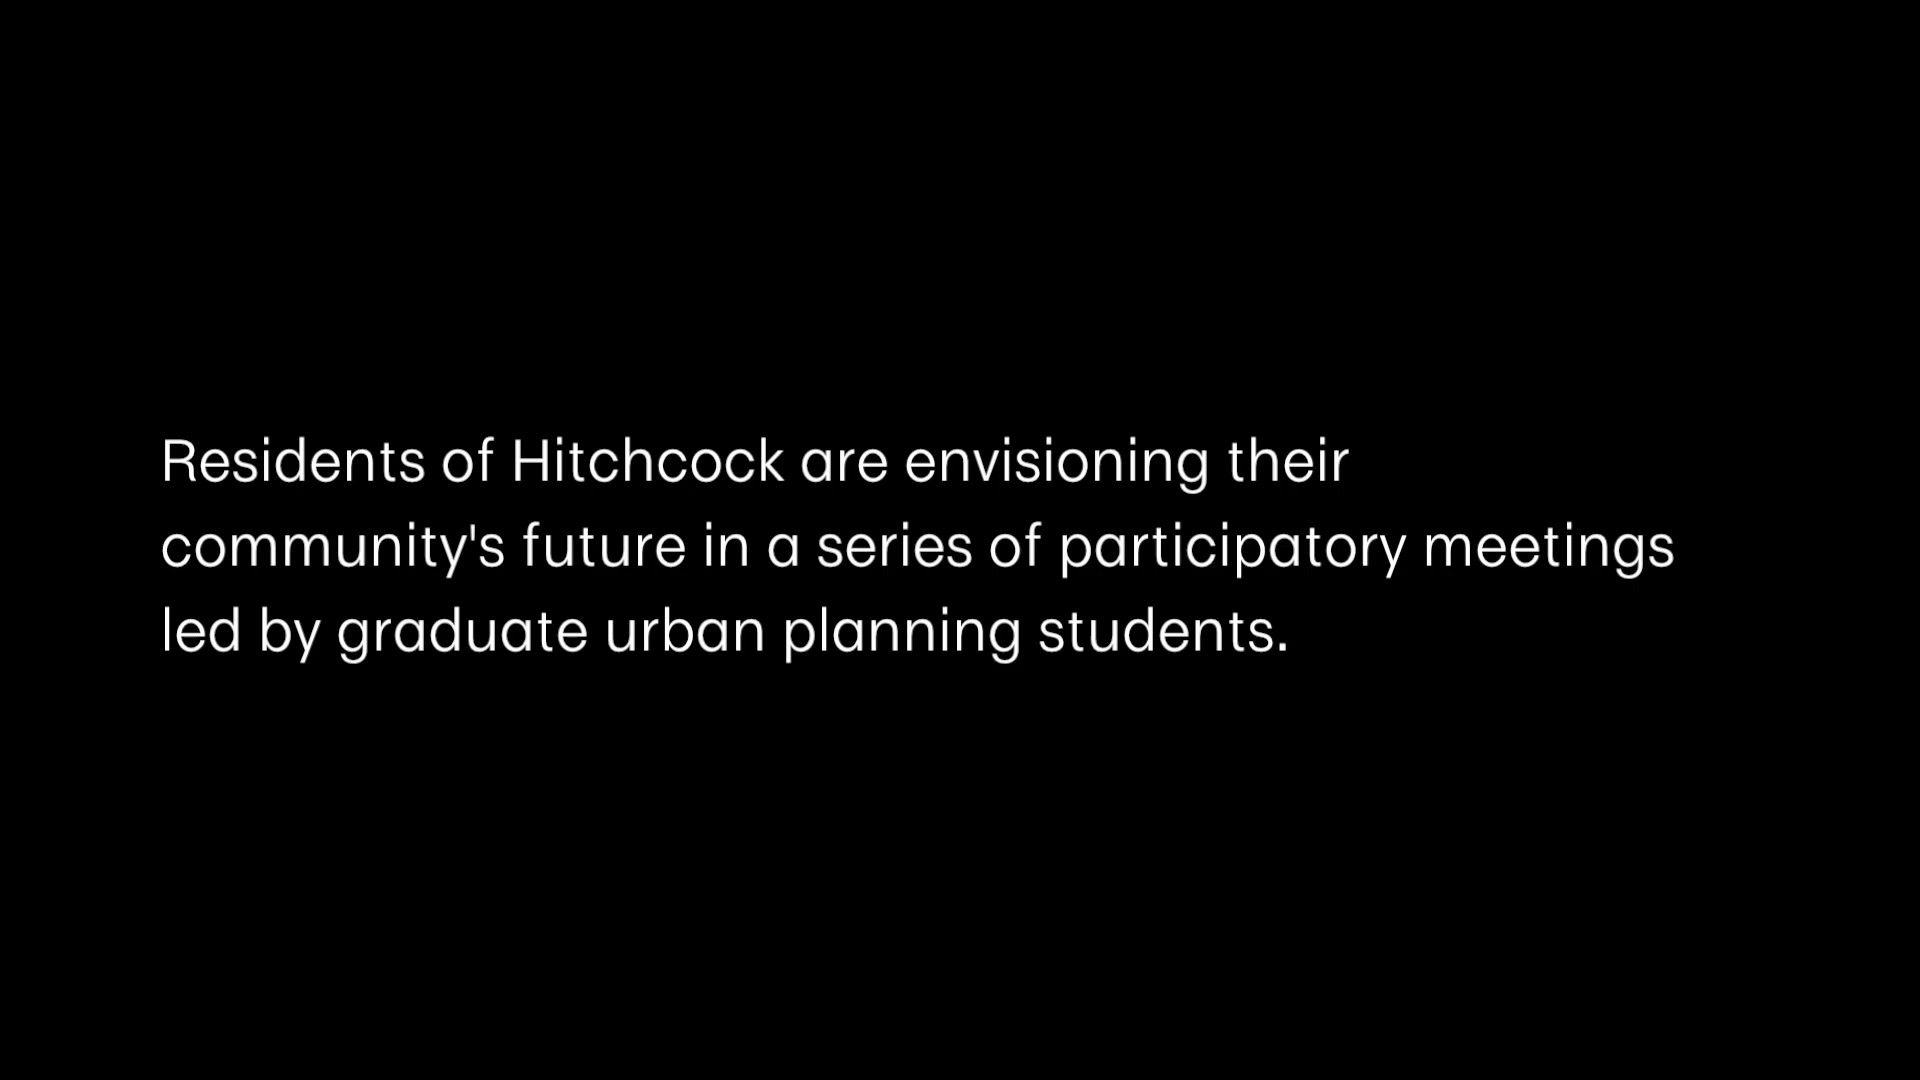 Residents of Hitchcock are envisioning their
community's future in a series of participatory meetings
led by graduate urban planning students.